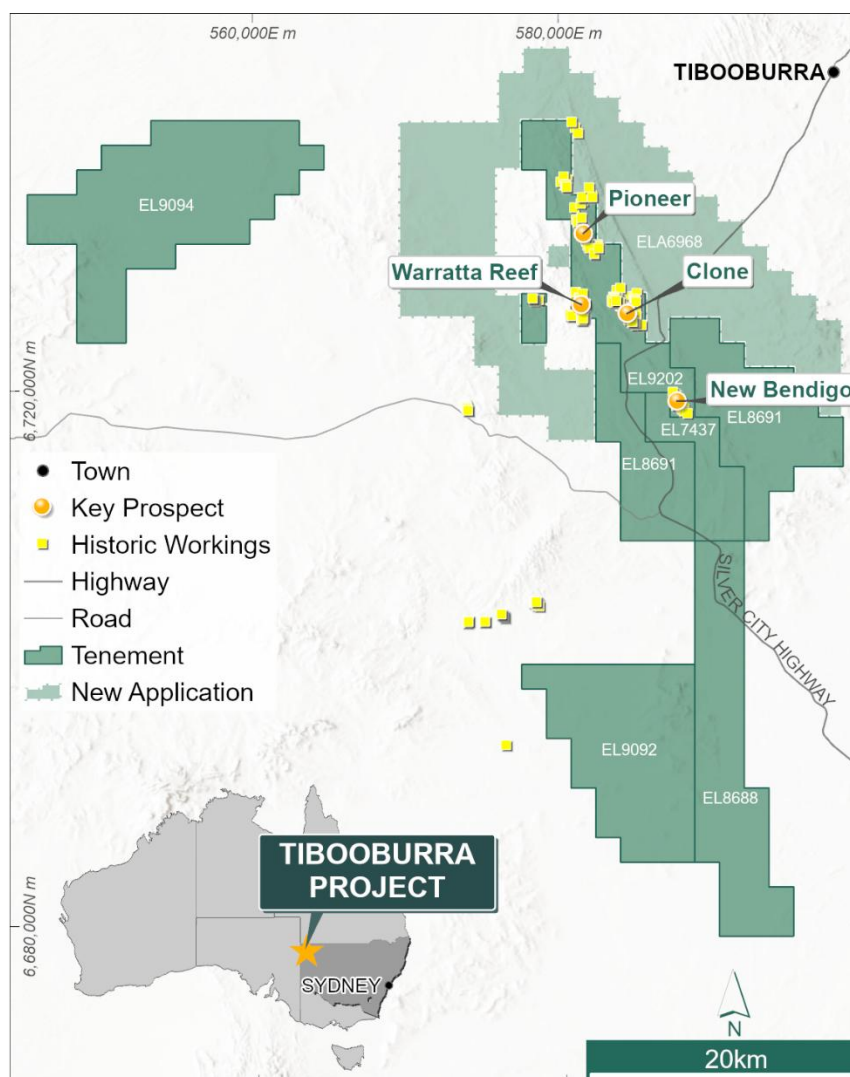 560,000E m
580,000E m
TIBOOBURRA
EL9094
Pioneer
ELA6968
Warratta Reef
Clone
6,720,000N m
EL9202
New Bendigo
EL7437
EL8691
EL8691
Town
Key Prospect
Historic Workings
Highway
Road
Tenement
New Application
SILVER CITY HIGHWAY
EL9092
EL8688
TIBOOBURRA
PROJECT
6,680,000N m
SYDNEY
N
20km